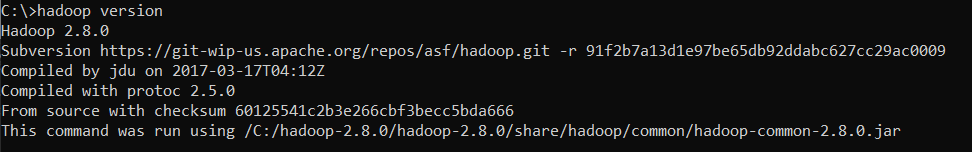 C:\>hadoop version
Hadoop 2.8.0
Subversion https://git-wip-us.apache.org/repos/asf/hadoop.git -r 91f2b7a13d1e97be65db92ddabc627cc29ac0009
Compiled by jdu on 2017-03-17T04:12Z
Compiled with protoc 2.5.0
From source with checksum 60125541c2b3e266cbf3becc5bda666
This command was run using /C:/hadoop-2.8.0/hadoop-2.8.0/share/hadoop/common/hadoop-common-2.8.0.jar